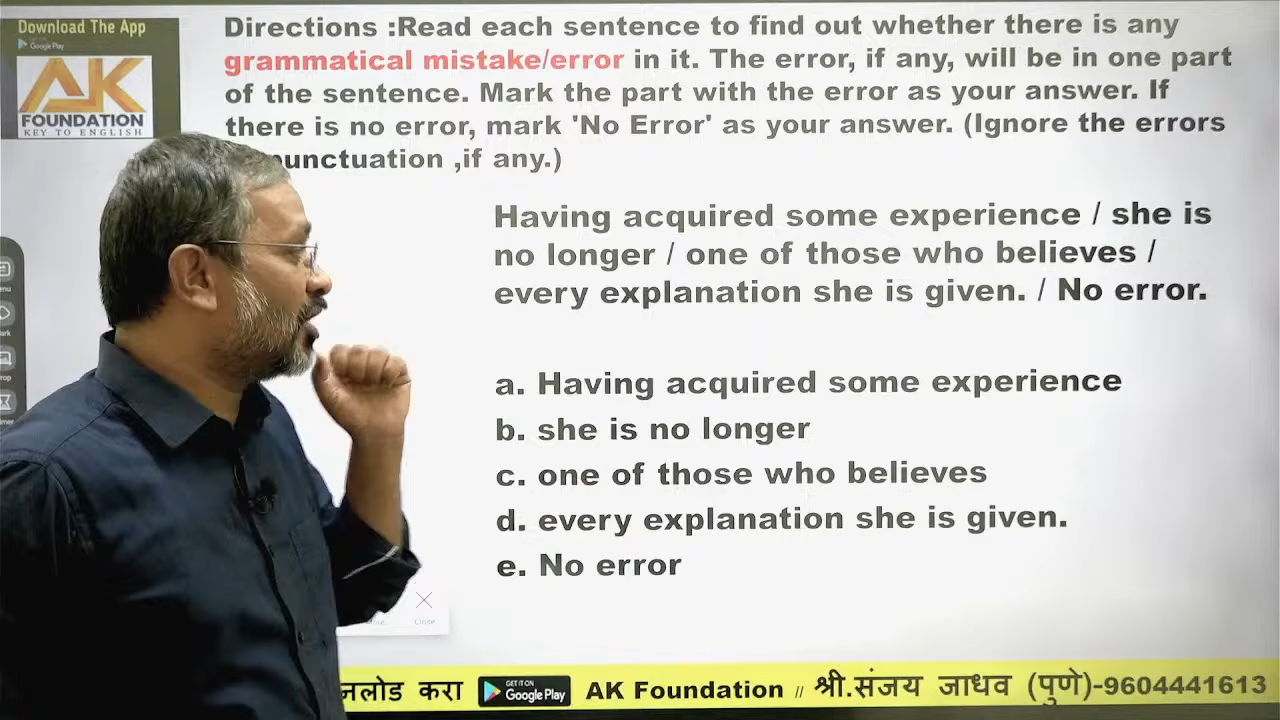 Download The App
Google Play
AK
FOUNDATION
KEY TO ENGLISH
Directions :Read each sentence to find out whether there is any
grammatical mistake/error in it. The error, if any, will be in one part
of the sentence. Mark the part with the error as your answer. If
there is no error, mark 'No Error' as your answer. (Ignore the errors
punctuation ,if any.)
Having acquired some experience / she is
no longer / one of those who believes /
every explanation she is given. / No error.
a. Having acquired some experience
b. she is no longer
c. one of those who believes
d. every explanation she is given.
e. No error
Close
करा GET IT ON Google Play AK Foundation // श्री.संजय जाधव (पुणे)-9604441613